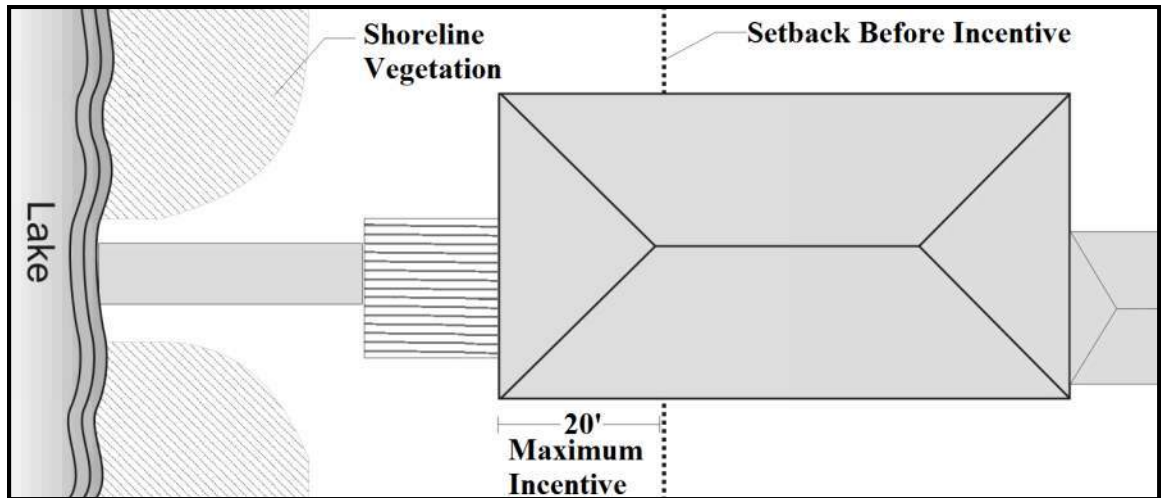 Shoreline
Vegetation
Setback Before Incentive
Lake
20'
Maximum
Incentive